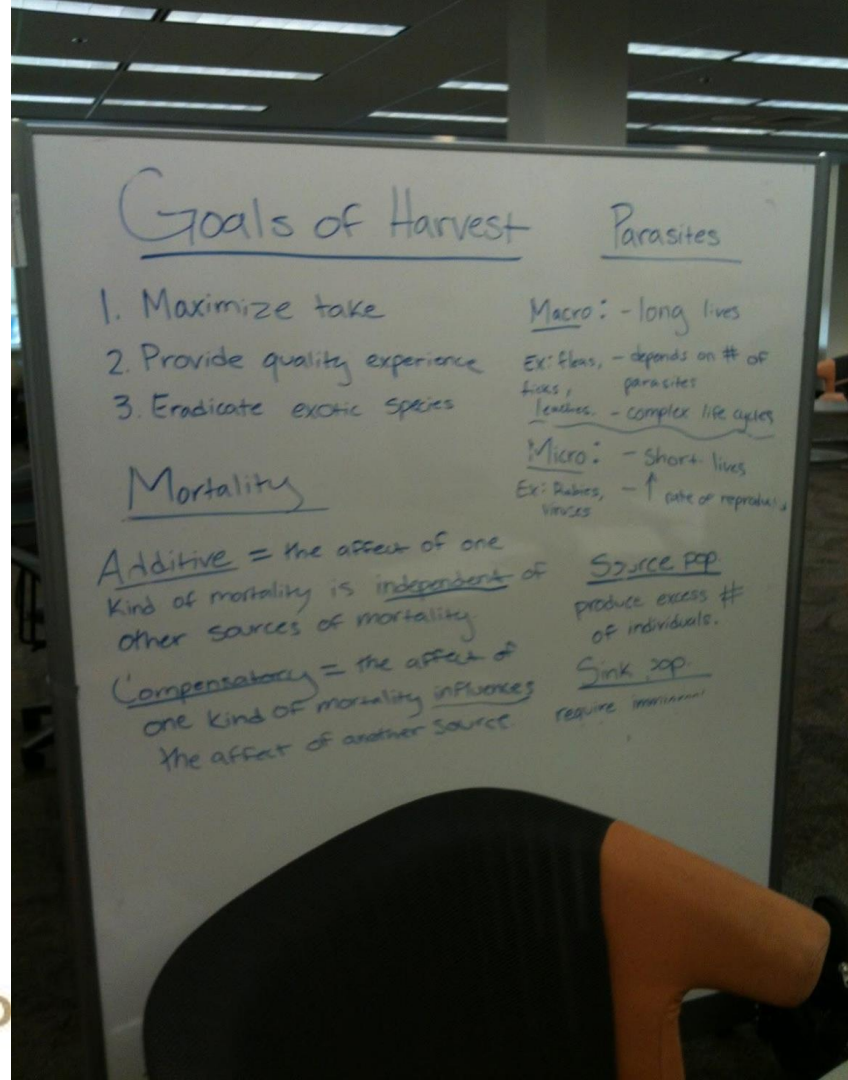 Goals of Harvest
1. Maximize take
2. Provide quality experience
3. Eradicate exotic species
Mortality
Additive = the affect of one
kind of mortality is independent of
other sources of mortality
Compensatory = the affect of
one kind of mortality influences
the affect of another source
Parasites
Macro: - long lives
Ex: fleas, - depends on # of
ticks, parasites
leaches. - complex life cycles
Micro: - short lives
Ex: Rabies, - ↑ rate of
viruses
Source pop.
produce excess #
of individuals.
Sink pop.
require